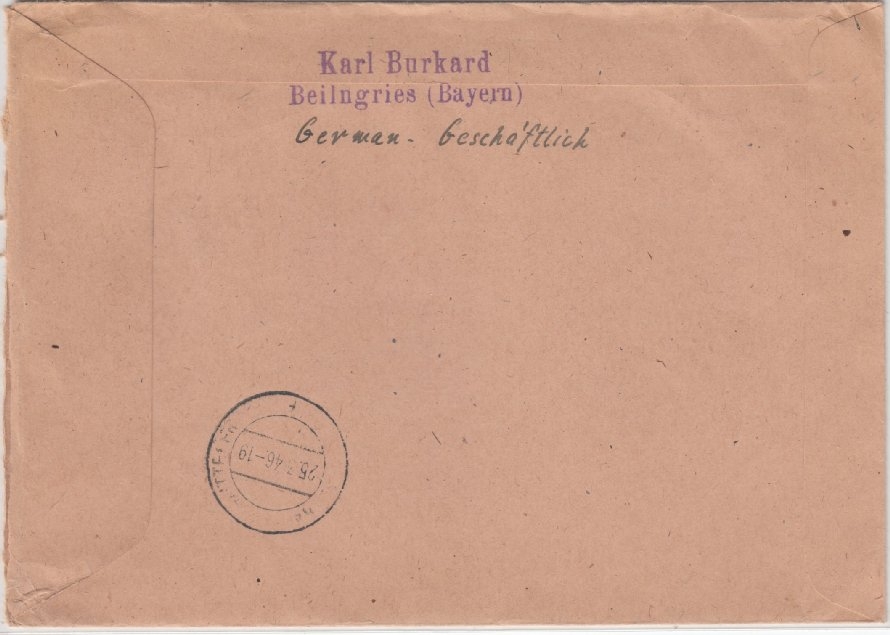 Karl Burkard
Beilngries (Bayern)
German - Geschäftlich
25.3.46-19